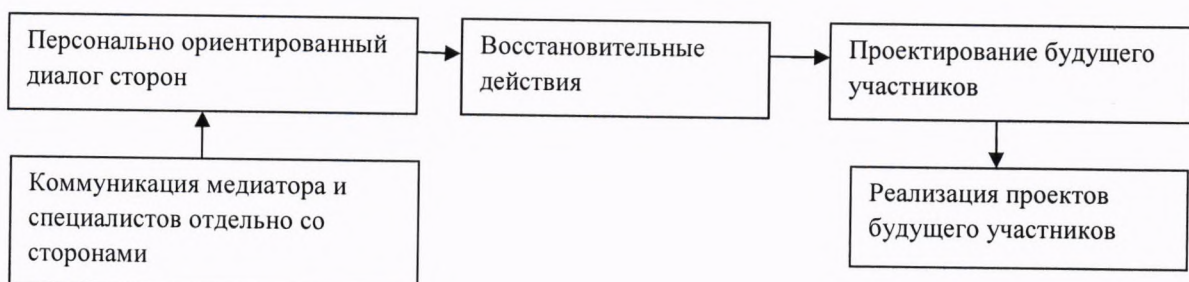 Персонально ориентированный
диалог сторон
Восстановительные
действия
Проектирование будущего
участников
Коммуникация медиатора и
специалистов отдельно со
сторонами
Реализация проектов
будущего участников